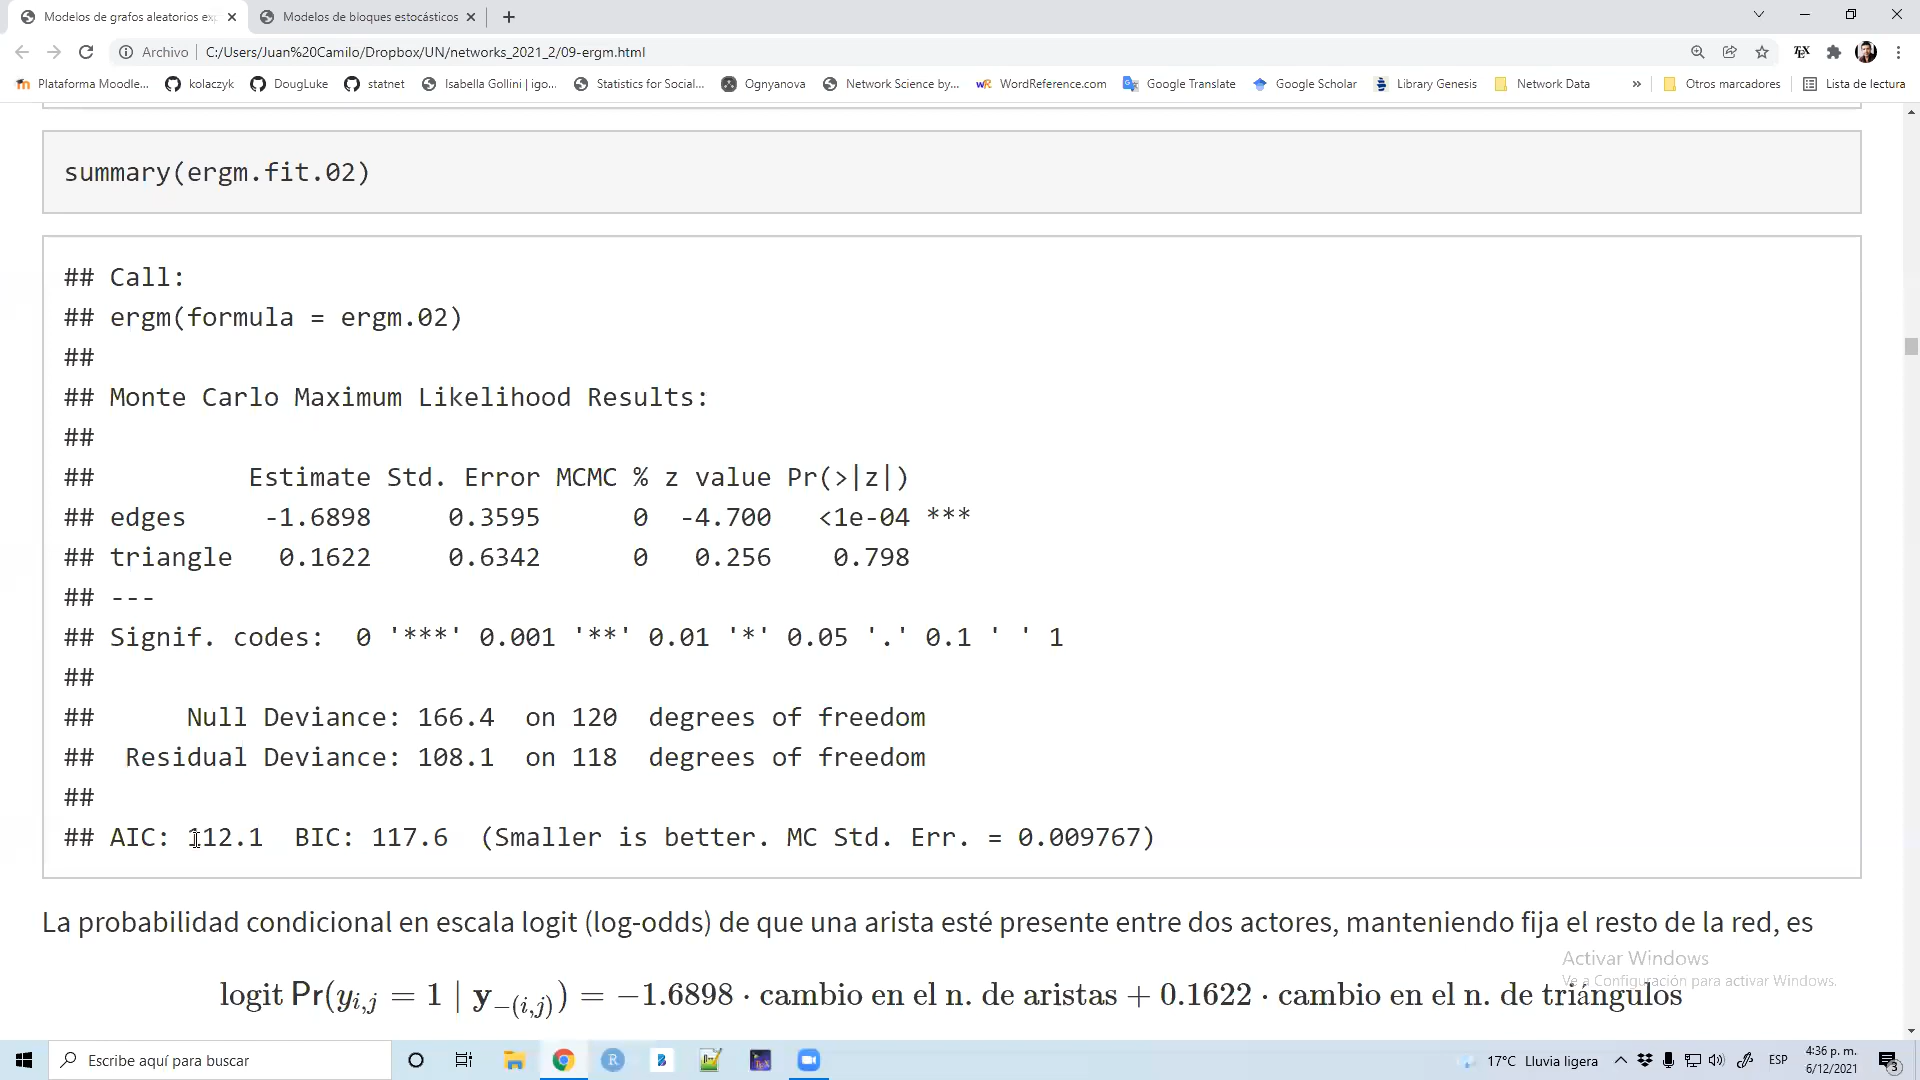 Modelos de grafos aleatorios ex
Modelos de bloques estocásticos
Archivo
C:/Users/Juan%20Camilo/Dropbox/UN/networks_2021_2/09-ergm.html
Plataforma Moodle...
kolaczyk
DougLuke
statnet
Isabella Gollini | igo...
Statistics for Social...
Ognyanova
Network Science by...
WordReference.com
Google Translate
Google Scholar
Library Genesis
Network Data
»
Otros marcadores
Lista de lectura
summary(ergm.fit.02)
## Call:
## ergm(formula = ergm.02)
##
## Monte Carlo Maximum Likelihood Results:
##
## Estimate Std. Error MCMC % z value Pr(>|z|)
## edges -1.6898 0.3595 0 -4.700 <1e-04 ***
## triangle 0.1622 0.6342 0 0.256 0.798
## ---
## Signif. codes: 0 '***' 0.001 '**' 0.01 '*' 0.05 '.' 0.1 ' ' 1
##
## Null Deviance: 166.4 on 120 degrees of freedom
## Residual Deviance: 108.1 on 118 degrees of freedom
##
## AIC: 112.1 BIC: 117.6 (Smaller is better. MC Std. Err. = 0.009767)
La probabilidad condicional en escala logit (log-odds) de que una arista esté presente entre dos actores, manteniendo fija el resto de la red, es
Activar Windows
Ve a Configuración para activar Windows.
logit Pr(y_{i,j} = 1 | y_{−(i,j)}) = −1.6898 · cambio en el n. de aristas + 0.1622 · cambio en el n. de triángulos
Escribe aquí para buscar
17°C Lluvia ligera
ESP
4:36 p. m.
6/12/2021
3